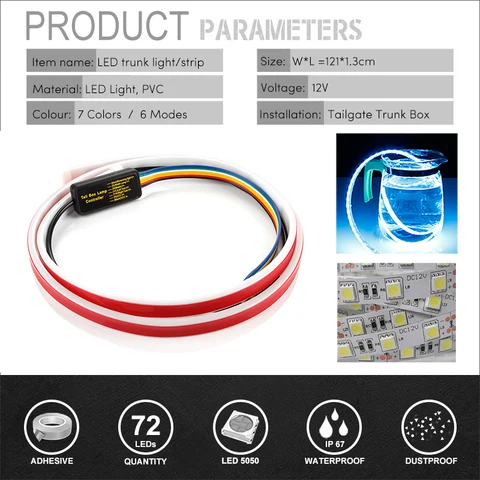 PRODUCT PARAMETERS
Item name: LED trunk light/strip
Size: W*L =121*1.3cm
Material: LED Light, PVC
Voltage: 12V
Colour: 7 Colors / 6 Modes
Installation: Tailgate Trunk Box
Tail Box Lamp
Controller
DC12V
DC12V
ADHESIVE
72
LEDs
QUANTITY
LED 5050
IP 67
WATERPROOF
DUSTPROOF